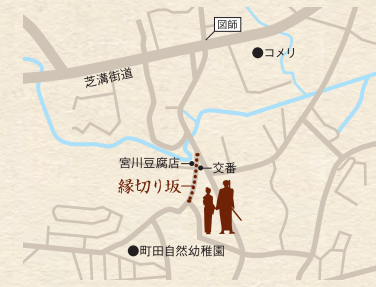 図師
コメリ
芝溝街道
宮川豆腐店
交番
縁切り坂
町田自然幼稚園